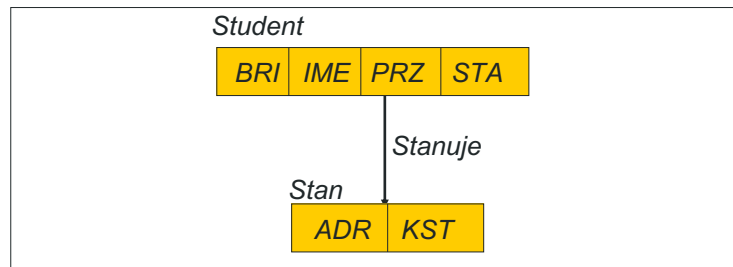 Student
BRI IME PRZ STA
Stanuje
Stan
ADR KST